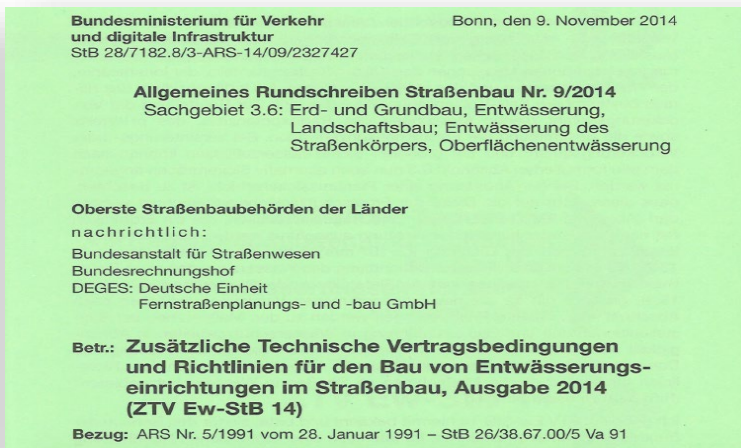 Bundesministerium für Verkehr Bonn, den 9. November 2014
und digitale Infrastruktur
StB 28/7182.8/3-ARS-14/09/2327427
Allgemeines Rundschreiben Straßenbau Nr. 9/2014
Sachgebiet 3.6: Erd- und Grundbau, Entwässerung,
Landschaftsbau; Entwässerung des
Straßenkörpers, Oberflächenentwässerung
Oberste Straßenbaubehörden der Länder
nachrichtlich:
Bundesanstalt für Straßenwesen
Bundesrechnungshof
DEGES: Deutsche Einheit
Fernstraßenplanungs- und -bau GmbH
Betr.: Zusätzliche Technische Vertragsbedingungen
und Richtlinien für den Bau von Entwässerungs-
einrichtungen im Straßenbau, Ausgabe 2014
(ZTV Ew-StB 14)
Bezug: ARS Nr. 5/1991 vom 28. Januar 1991 – StB 26/38.67.00/5 Va 91